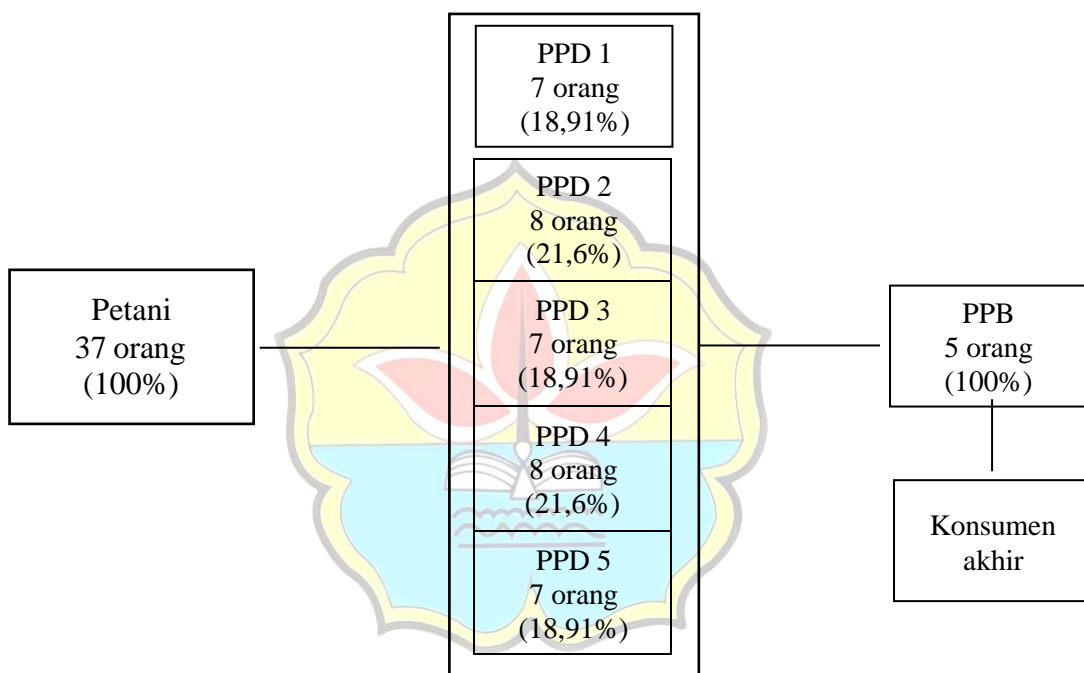 Petani
37 orang
(100%)
PPD 1
7 orang
(18,91%)
PPD 2
8 orang
(21,6%)
PPD 3
7 orang
(18,91%)
PPD 4
8 orang
(21,6%)
PPD 5
7 orang
(18,91%)
PPB
5 orang
(100%)
Konsumen
akhir